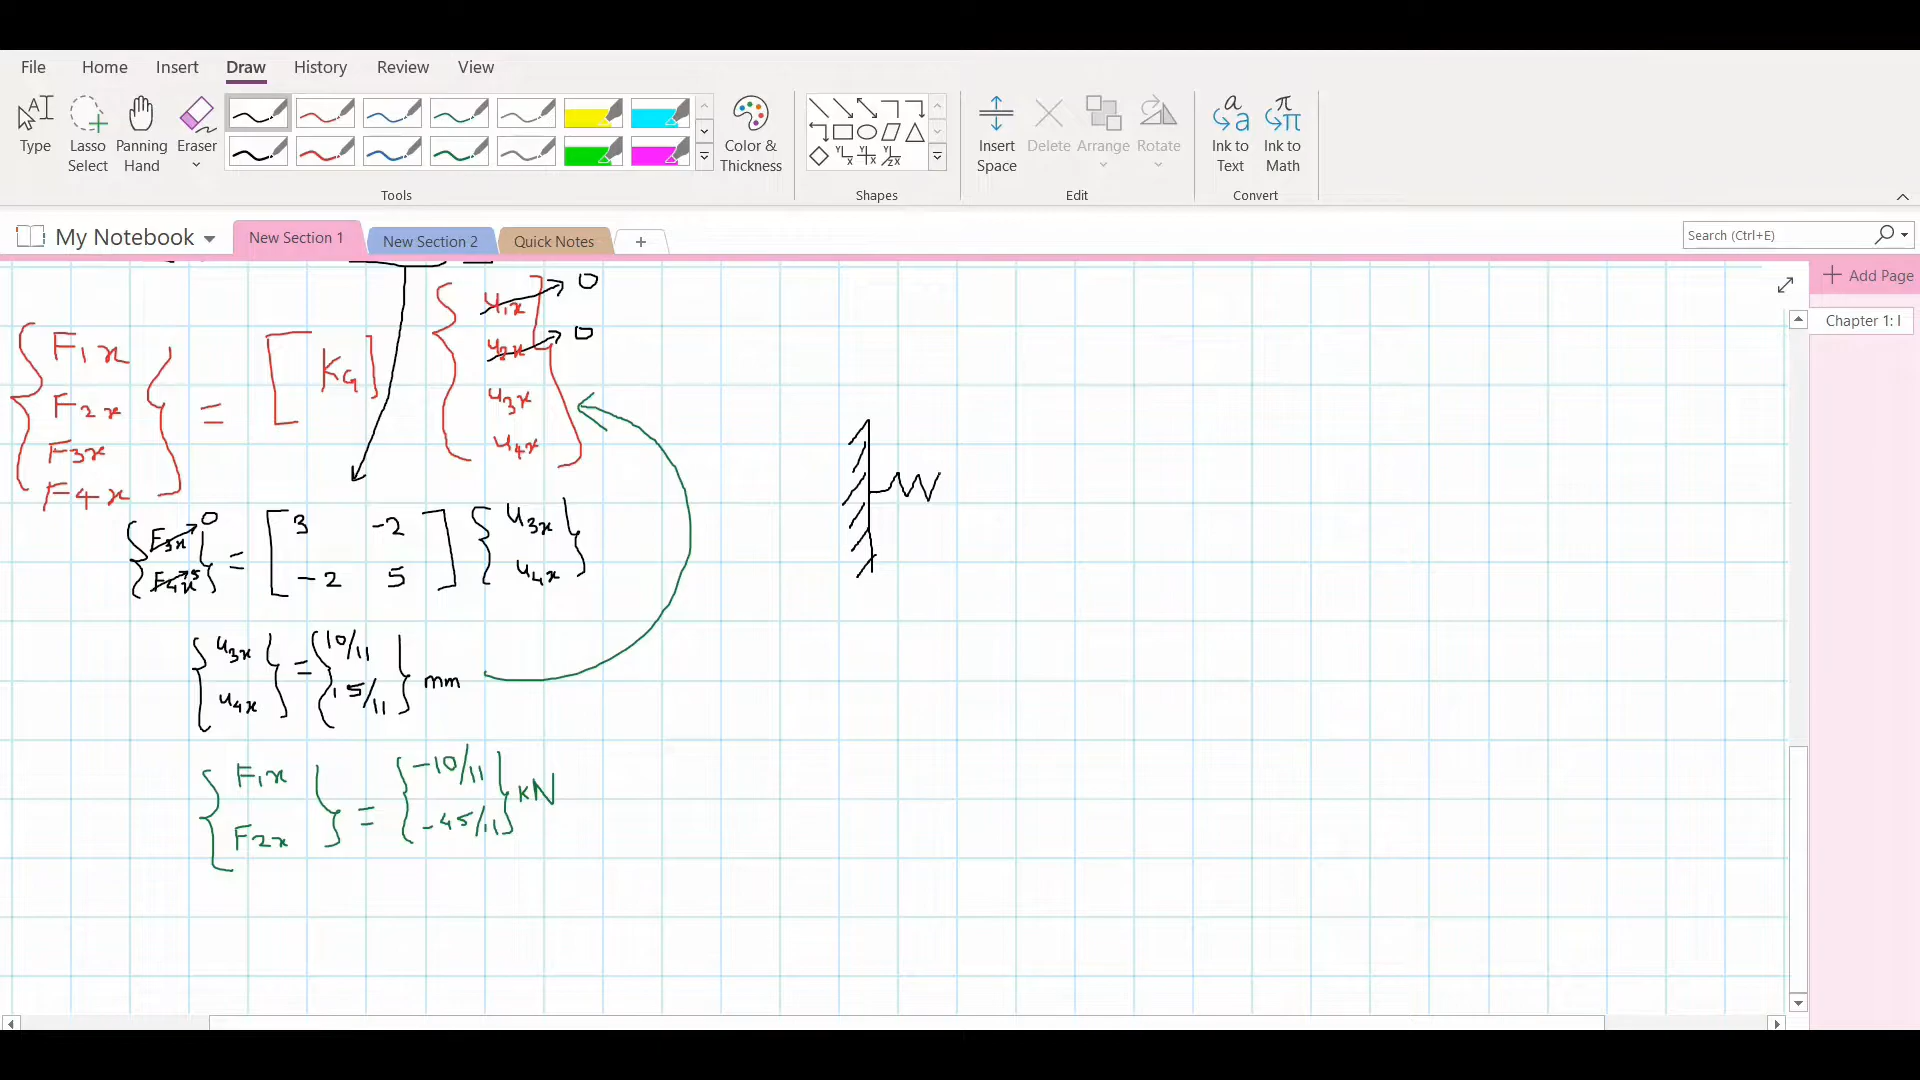 File Home Insert Draw History Review View
Type
Lasso Select
Panning Hand
Eraser
Color & Thickness
Insert Space
Delete
Arrange
Rotate
Ink to Text
Ink to Math
Tools
Shapes
Edit
Convert
My Notebook
New Section 1
New Section 2
Quick Notes
+
Search (Ctrl+E)
+ Add Page
Chapter 1: I
{F1x F2x F3x F4x} = [KG] {u1x u2x u3x u4x}
0
0
{F3x F4x} = [3 -2 -2 5] {u3x u4x}
0
5
{u3x u4x} = {10/11 15/11} mm
{F1x F2x} = {-10/11 -45/11} kN